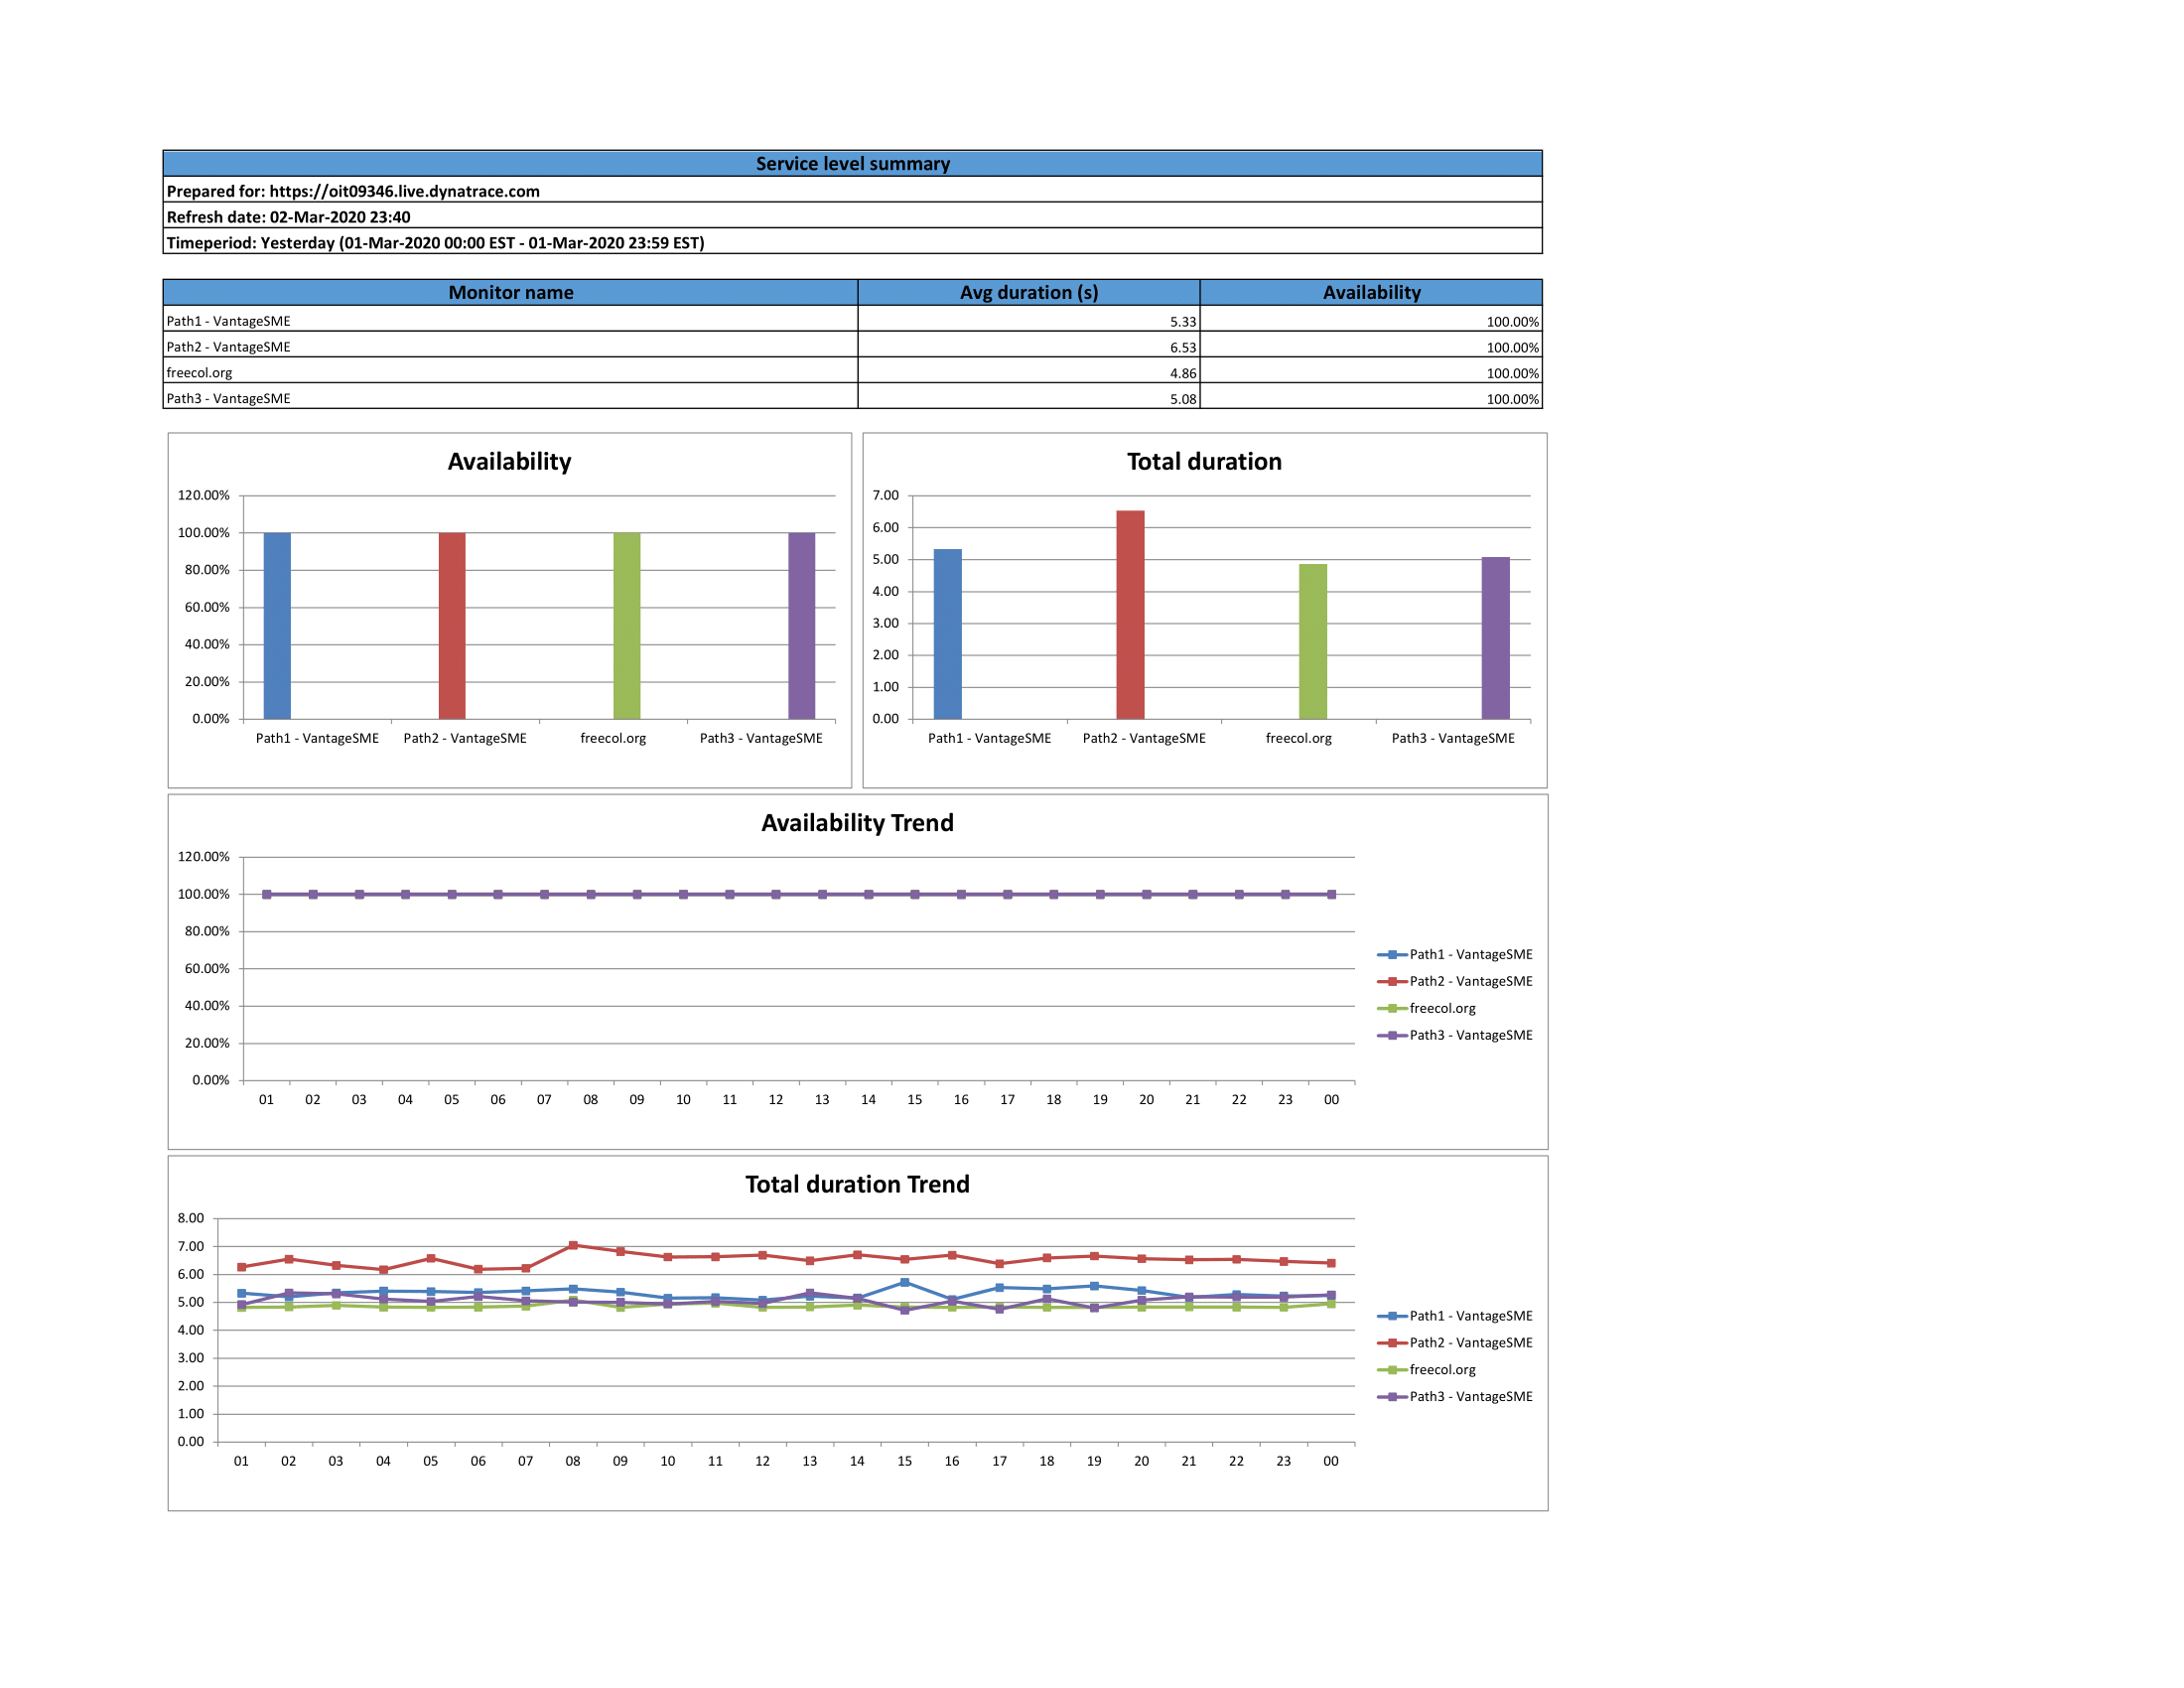 Service level summary
Prepared for: https://oit09346.live.dynatrace.com
Refresh date: 02-Mar-2020 23:40
Timeperiod: Yesterday (01-Mar-2020 00:00 EST - 01-Mar-2020 23:59 EST)
Monitor name Avg duration (s) Availability
Path1 - VantageSME 5.33 100.00%
Path2 - VantageSME 6.53 100.00%
freecol.org 4.86 100.00%
Path3 - VantageSME 5.08 100.00%
Availability
120.00%
100.00%
80.00%
60.00%
40.00%
20.00%
0.00%
Path1 - VantageSME Path2 - VantageSME freecol.org Path3 - VantageSME
Total duration
7.00
6.00
5.00
4.00
3.00
2.00
1.00
0.00
Path1 - VantageSME Path2 - VantageSME freecol.org Path3 - VantageSME
Availability Trend
120.00%
100.00%
80.00%
60.00%
40.00%
20.00%
0.00%
01 02 03 04 05 06 07 08 09 10 11 12 13 14 15 16 17 18 19 20 21 22 23 00
Path1 - VantageSME
Path2 - VantageSME
freecol.org
Path3 - VantageSME
Total duration Trend
8.00
7.00
6.00
5.00
4.00
3.00
2.00
1.00
0.00
01 02 03 04 05 06 07 08 09 10 11 12 13 14 15 16 17 18 19 20 21 22 23 00
Path1 - VantageSME
Path2 - VantageSME
freecol.org
Path3 - VantageSME